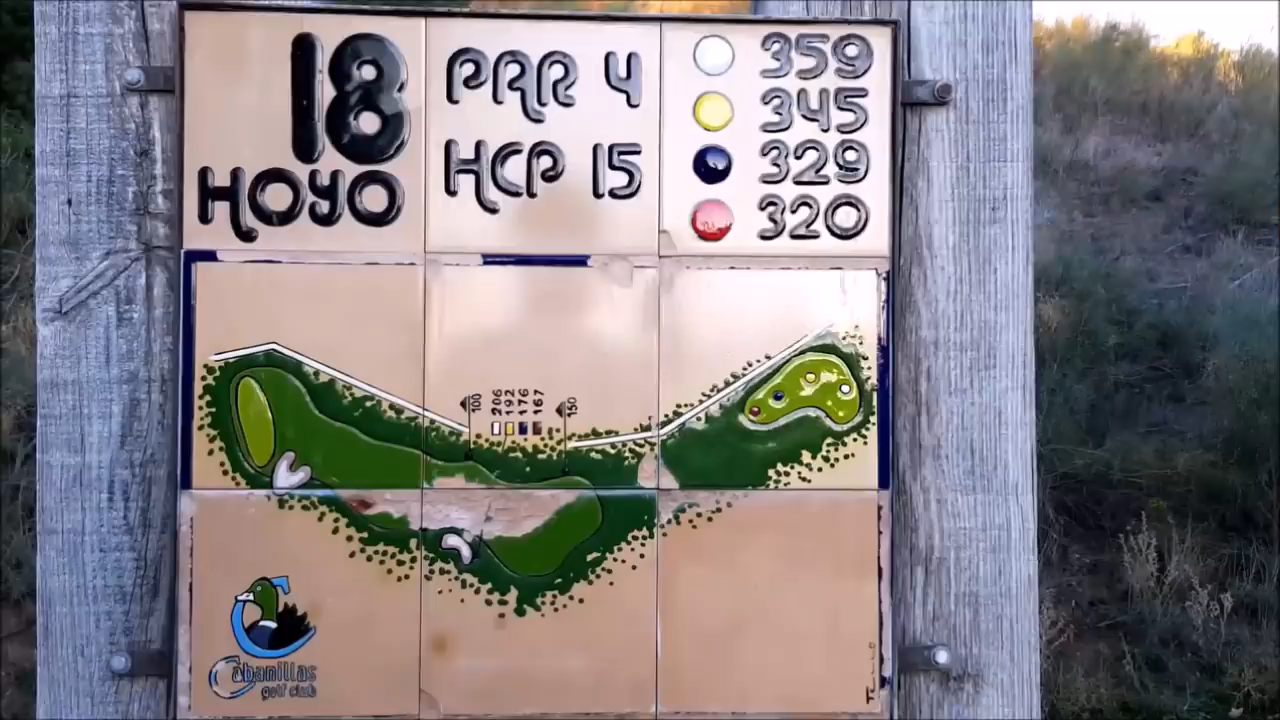 18
HOYO
PAR 4
HCP 15
359
345
329
320
100
206
192
176
167
150
Cabanillas
golf club